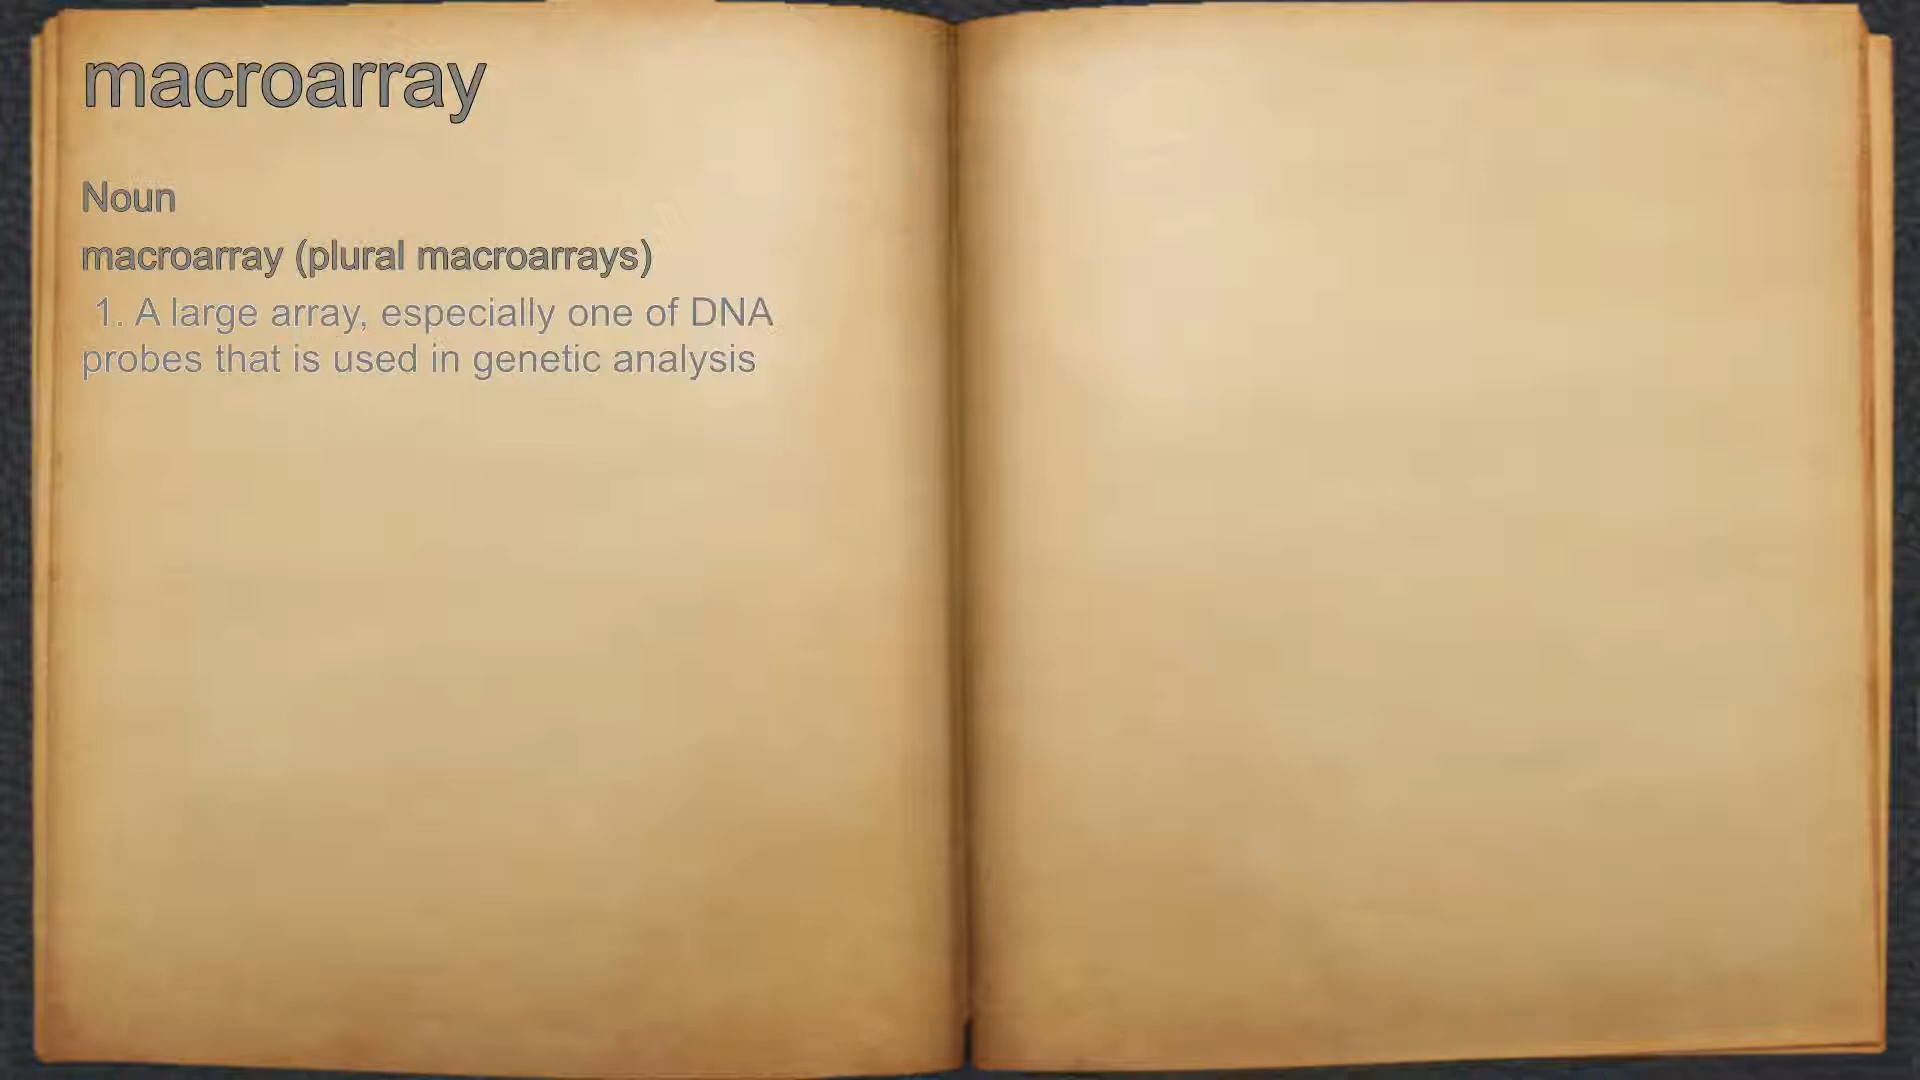 macroarray
Noun
macroarray (plural macroarrays)
1. A large array, especially one of DNA
probes that is used in genetic analysis